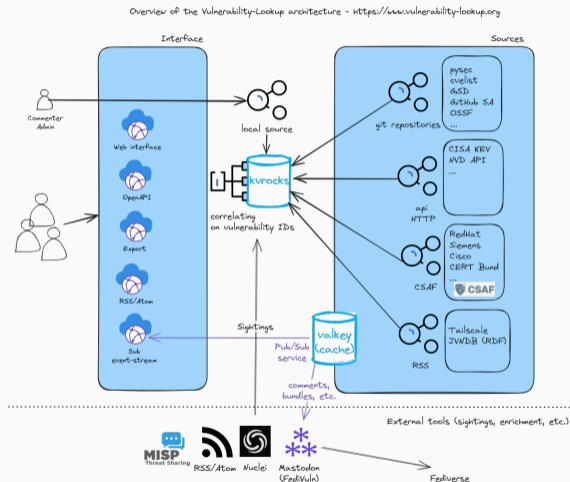 Overview of the Vulnerability-Lookup architecture - https://www.vulnerability-lookup.org
Interface
Sources
Commenter
Admin
Web interface
OpenAPI
Export
RSS/Atom
Sub
event-stream
local source
kvrocks
correlating
on vulnerability IDs
Sightings
Pub/Sub
service
valkey
(cache)
comments,
bundles, etc.
git repositories
pysec
cvelist
GSD
GitHub SA
OSSF
...
api
HTTP
CISA KEV
NVD API
...
CSAF
RedHat
Siemens
Cisco
CERT Bund
...
CSAF
RSS
Tailscale
JVNDB (RDF)
External tools (sightings, enrichment, etc.)
MISP
Threat Sharing
RSS/Atom
Nuclei
Mastodon
(FediVuln)
Fediverse